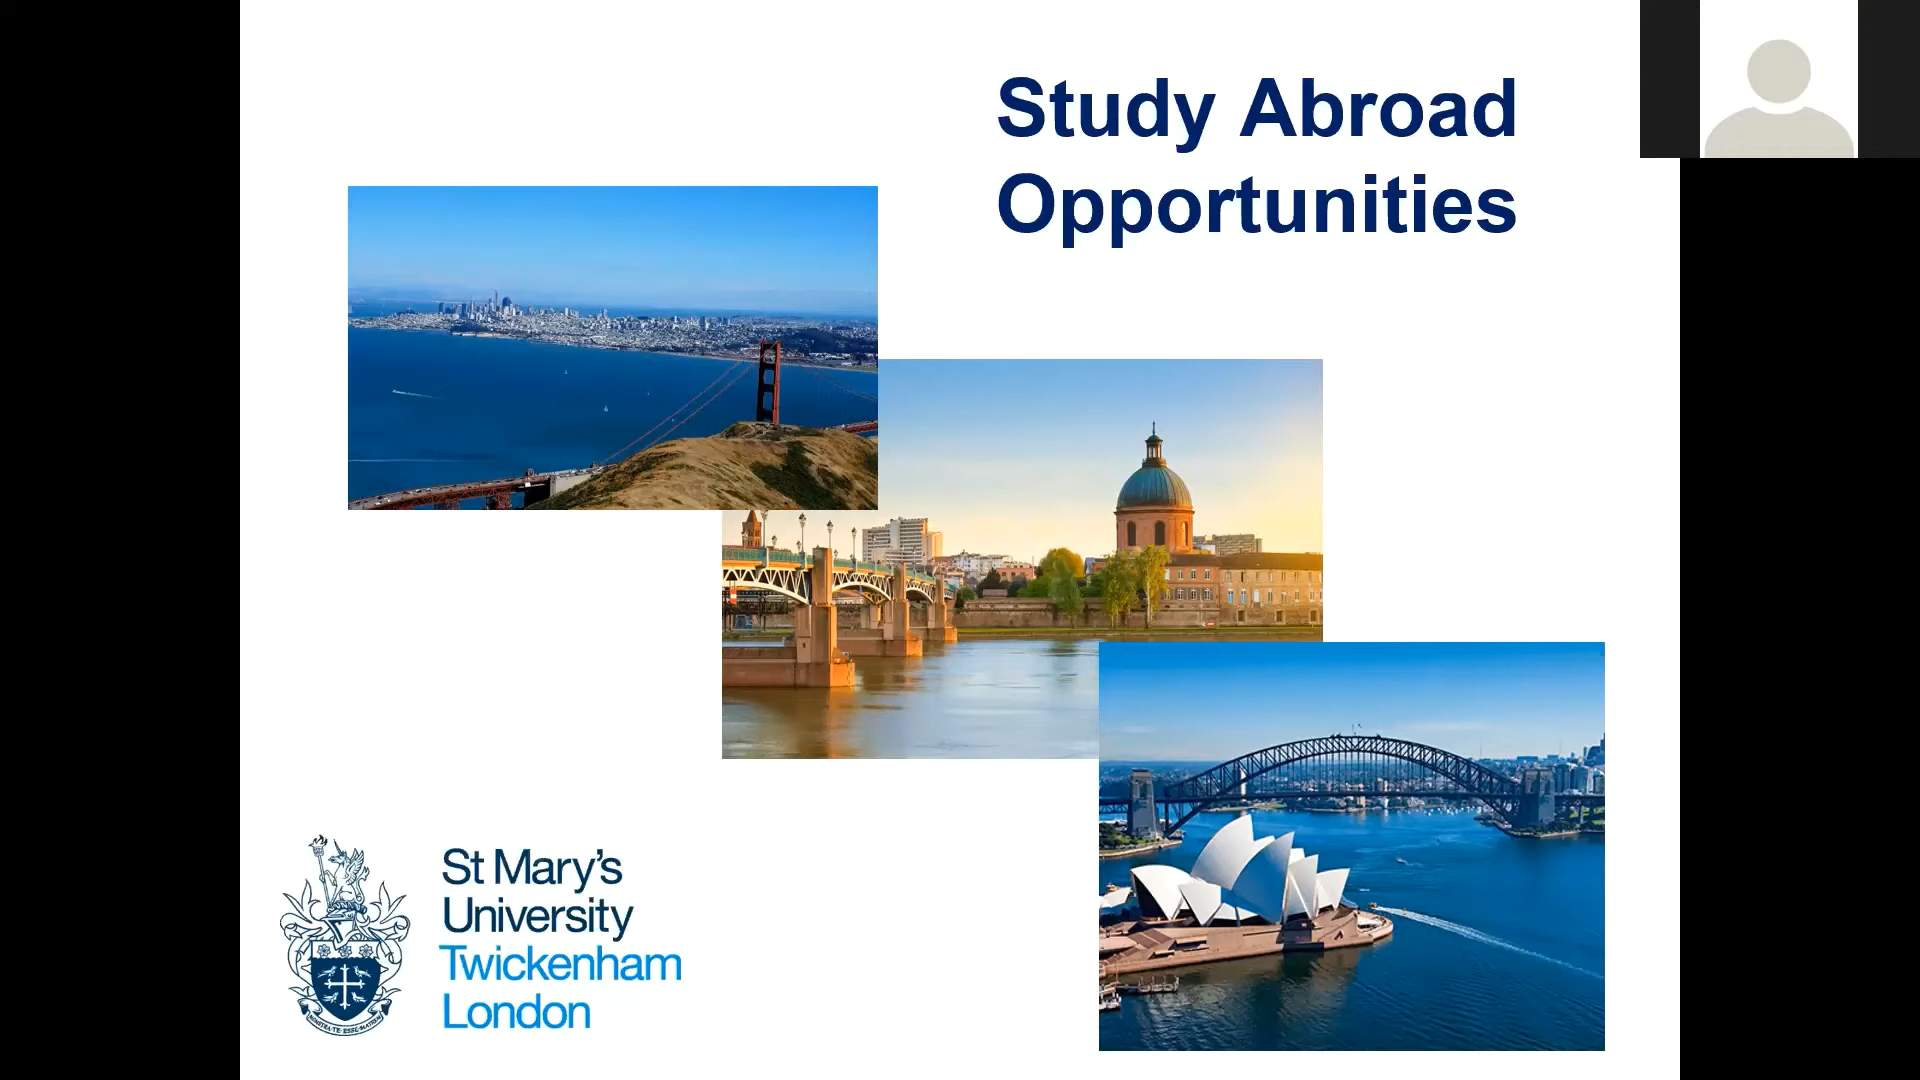 Study Abroad
Opportunities
St Mary's
University
Twickenham
London